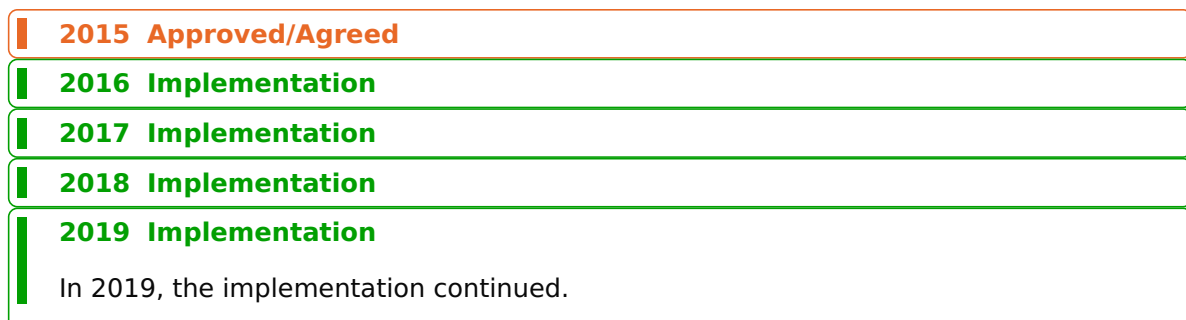 2015 Approved/Agreed
2016 Implementation
2017 Implementation
2018 Implementation
2019 Implementation
In 2019, the implementation continued.